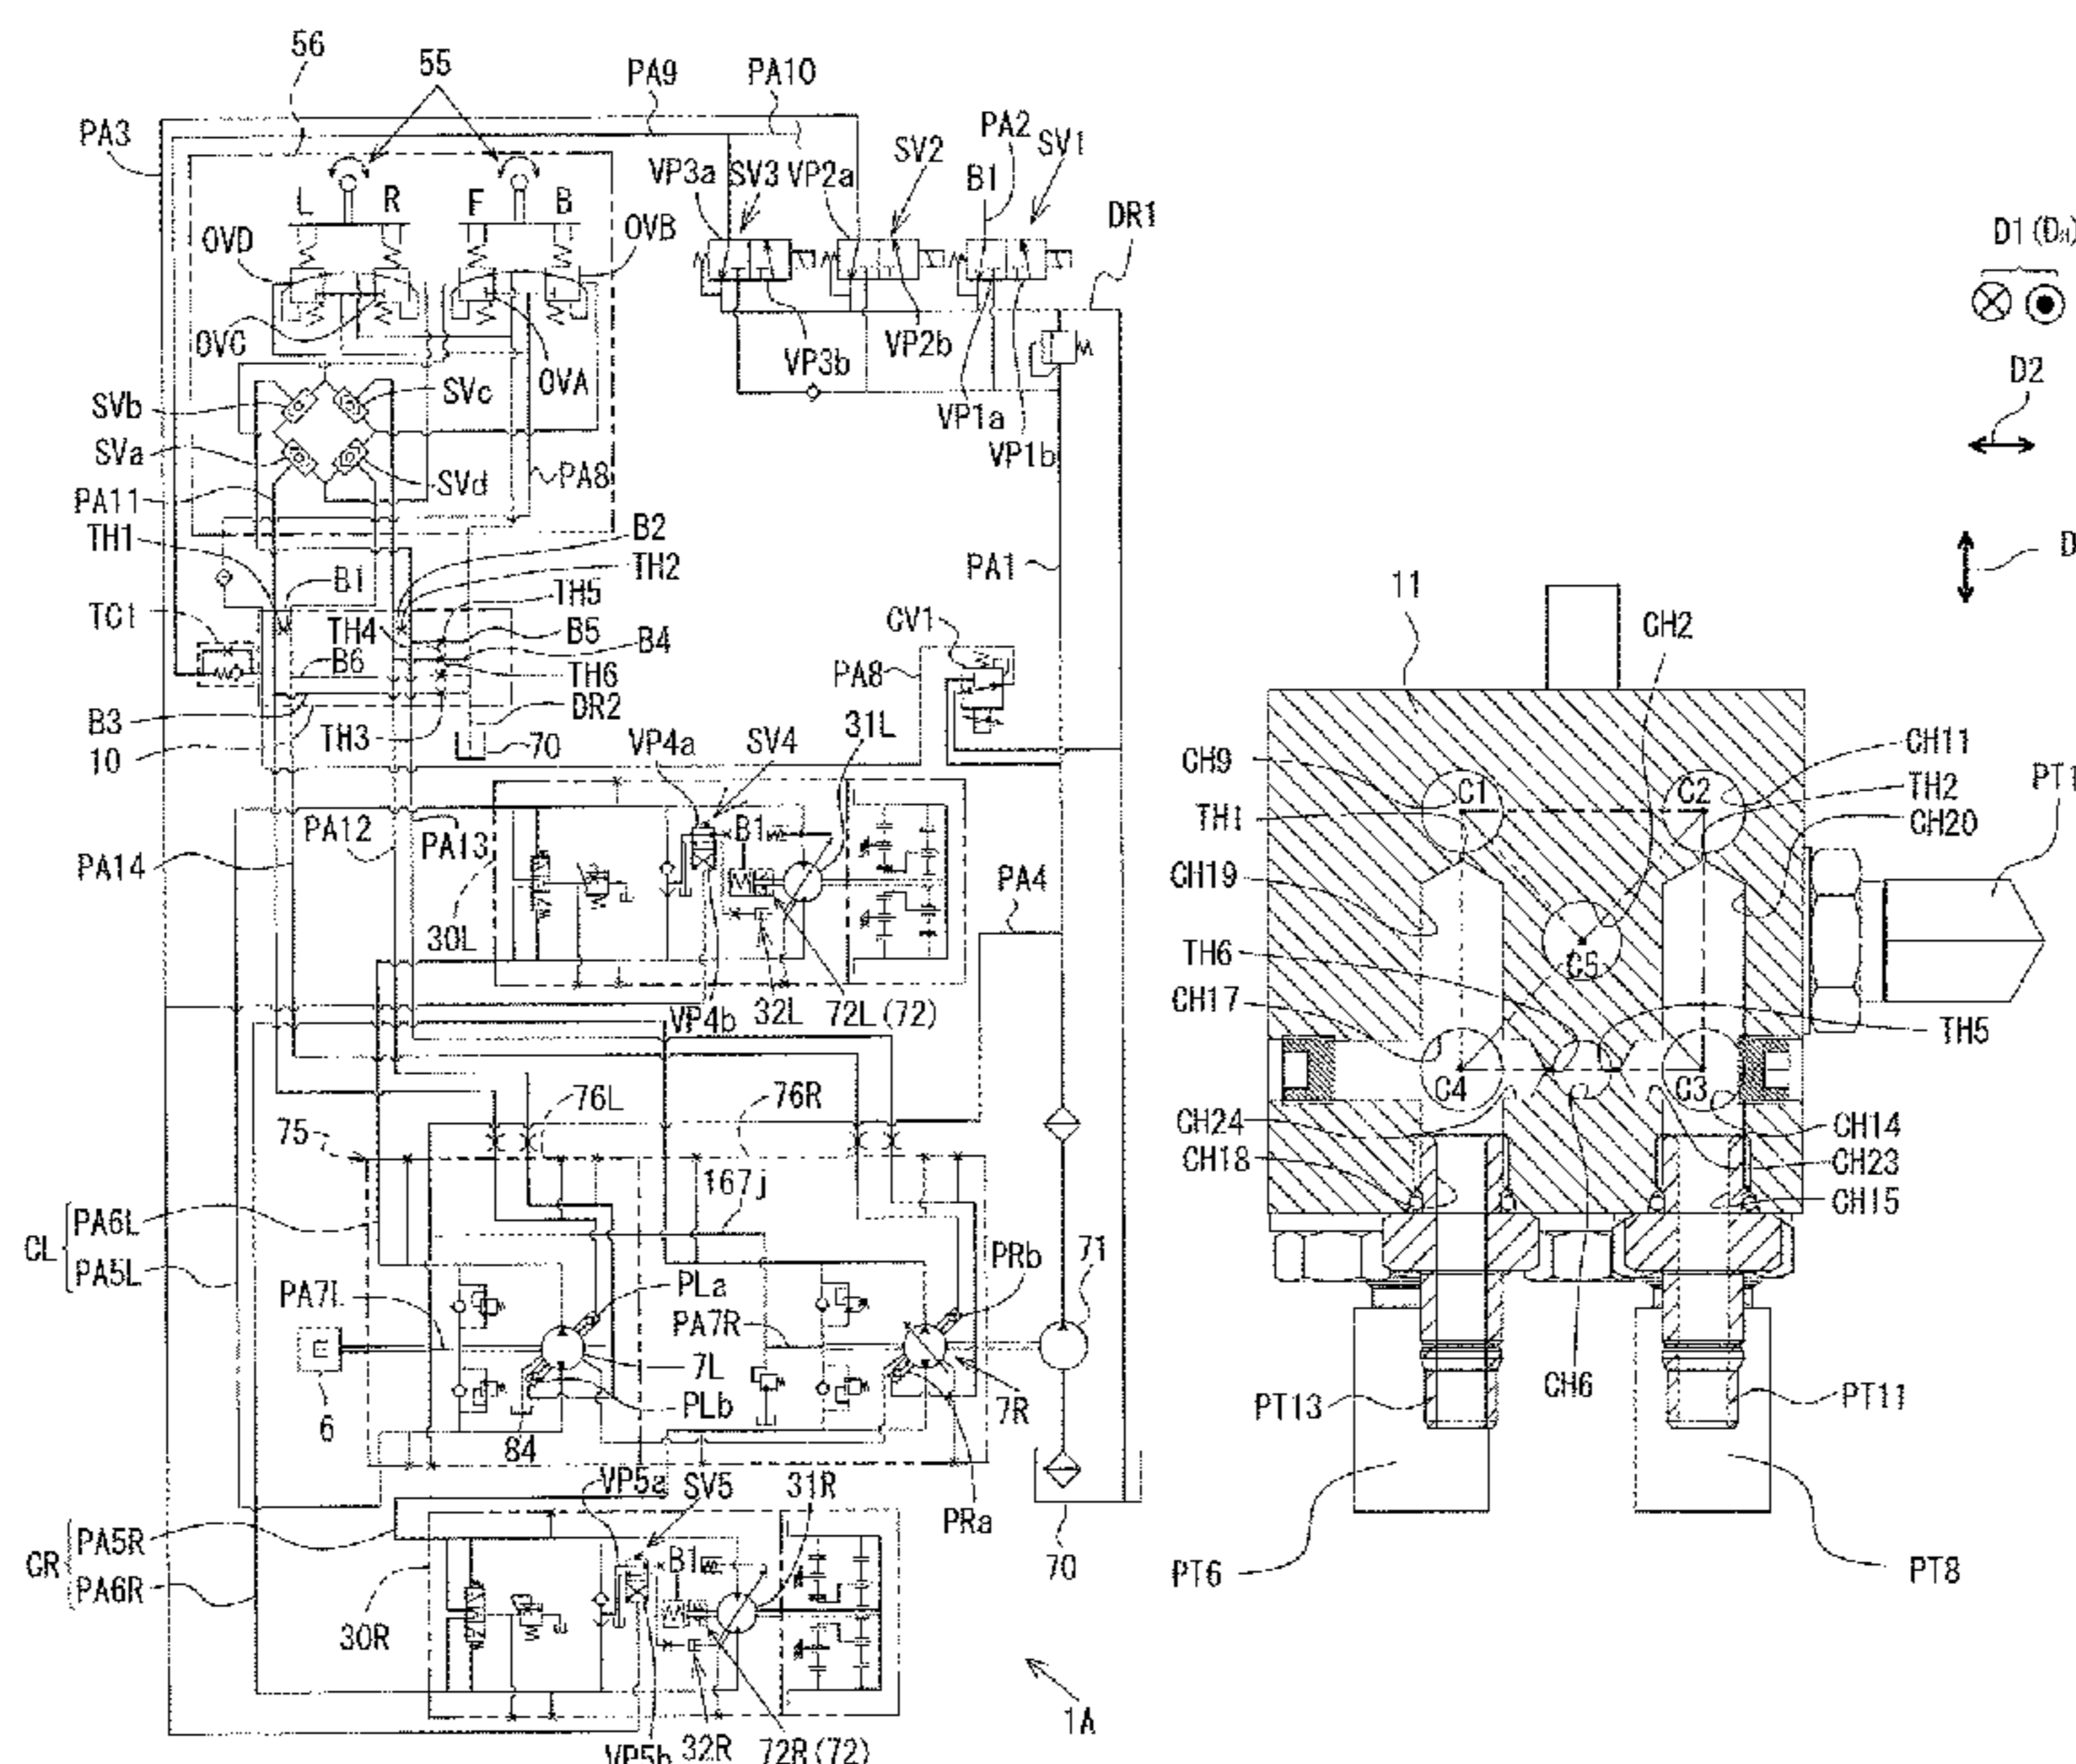 56
55
PA9
PA10
PA3
PA2
SV1
SV2
VP3a
SV3
VP2a
B1
L
R
F
B
OVD
OVB
DR1
OVC
OVA
VP3b
VP2b
VP1a
VP1b
SVb
SVc
SVa
SVd
PA8
PA11
TH1
B2
TH2
B1
TH5
TC1
TH4
B5
B4
B6
TH6
B3
DR2
10
TH3
70
PA1
CV1
PA8
VP4a
SV4
31L
B1
PA12
PA13
PA14
30L
PA4
VP4b
32L
72L(72)
76L
76R
75
167j
CL
PA6L
PA5L
PA7L
PLa
PRb
71
PA7R
7L
PLb
7R
6
84
VP5a
SV5
31R
PRa
70
CR
PA5R
PA6R
B1
30R
VP5b
32R
72R(72)
1A
D2
11
CH2
CH9
C1
C2
CH11
TH1
TH2
CH20
PT1
CH19
TH6
C5
CH17
TH5
C4
C3
CH24
CH14
CH18
CH23
CH15
CH6
PT13
PT11
PT6
PT8